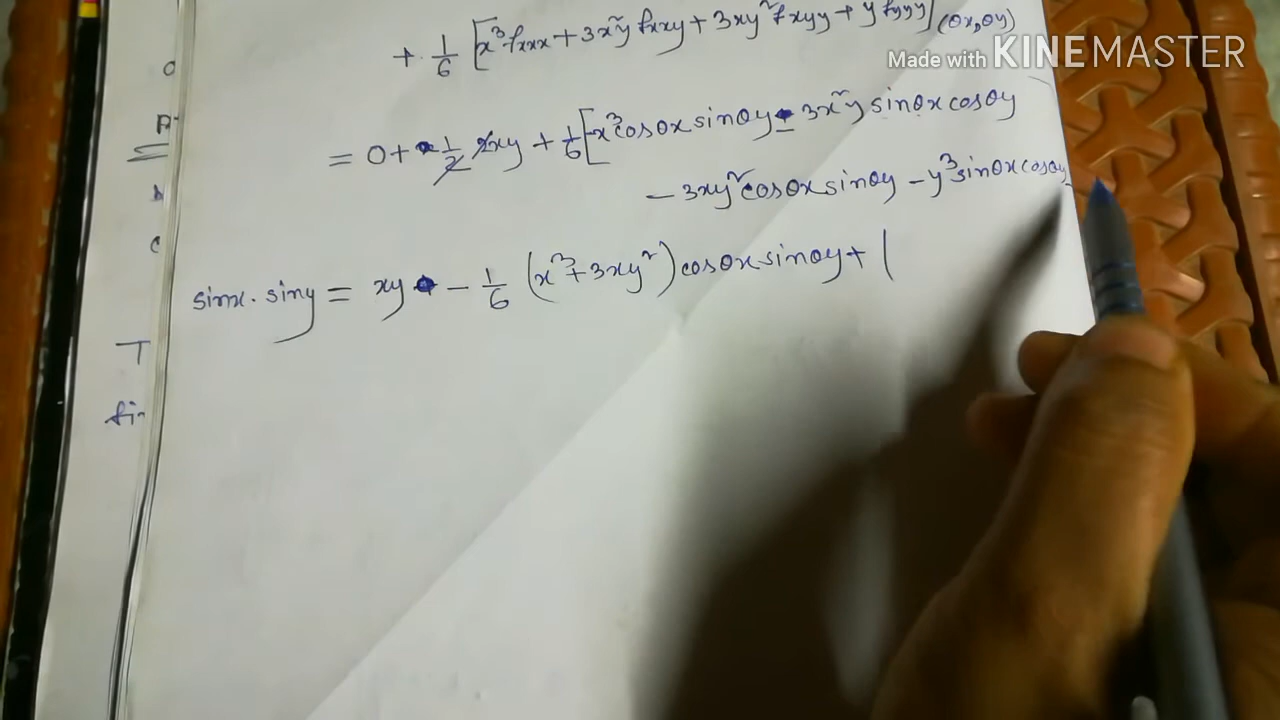 + 1/6 [x³fxxx + 3x²y fxxy + 3xy² fxyy + y fyyy] (θx, θy)
Made with KINEMASTER
= 0 + 1/2 2xy + 1/6 [-x³cosθx sinθy - 3x²y sinθx cosθy
- 3xy² cosθx sinθy - y³ sinθx cosθy
sinx · siny = xy - 1/6 (x³ + 3xy²) cosθx sinθy + (